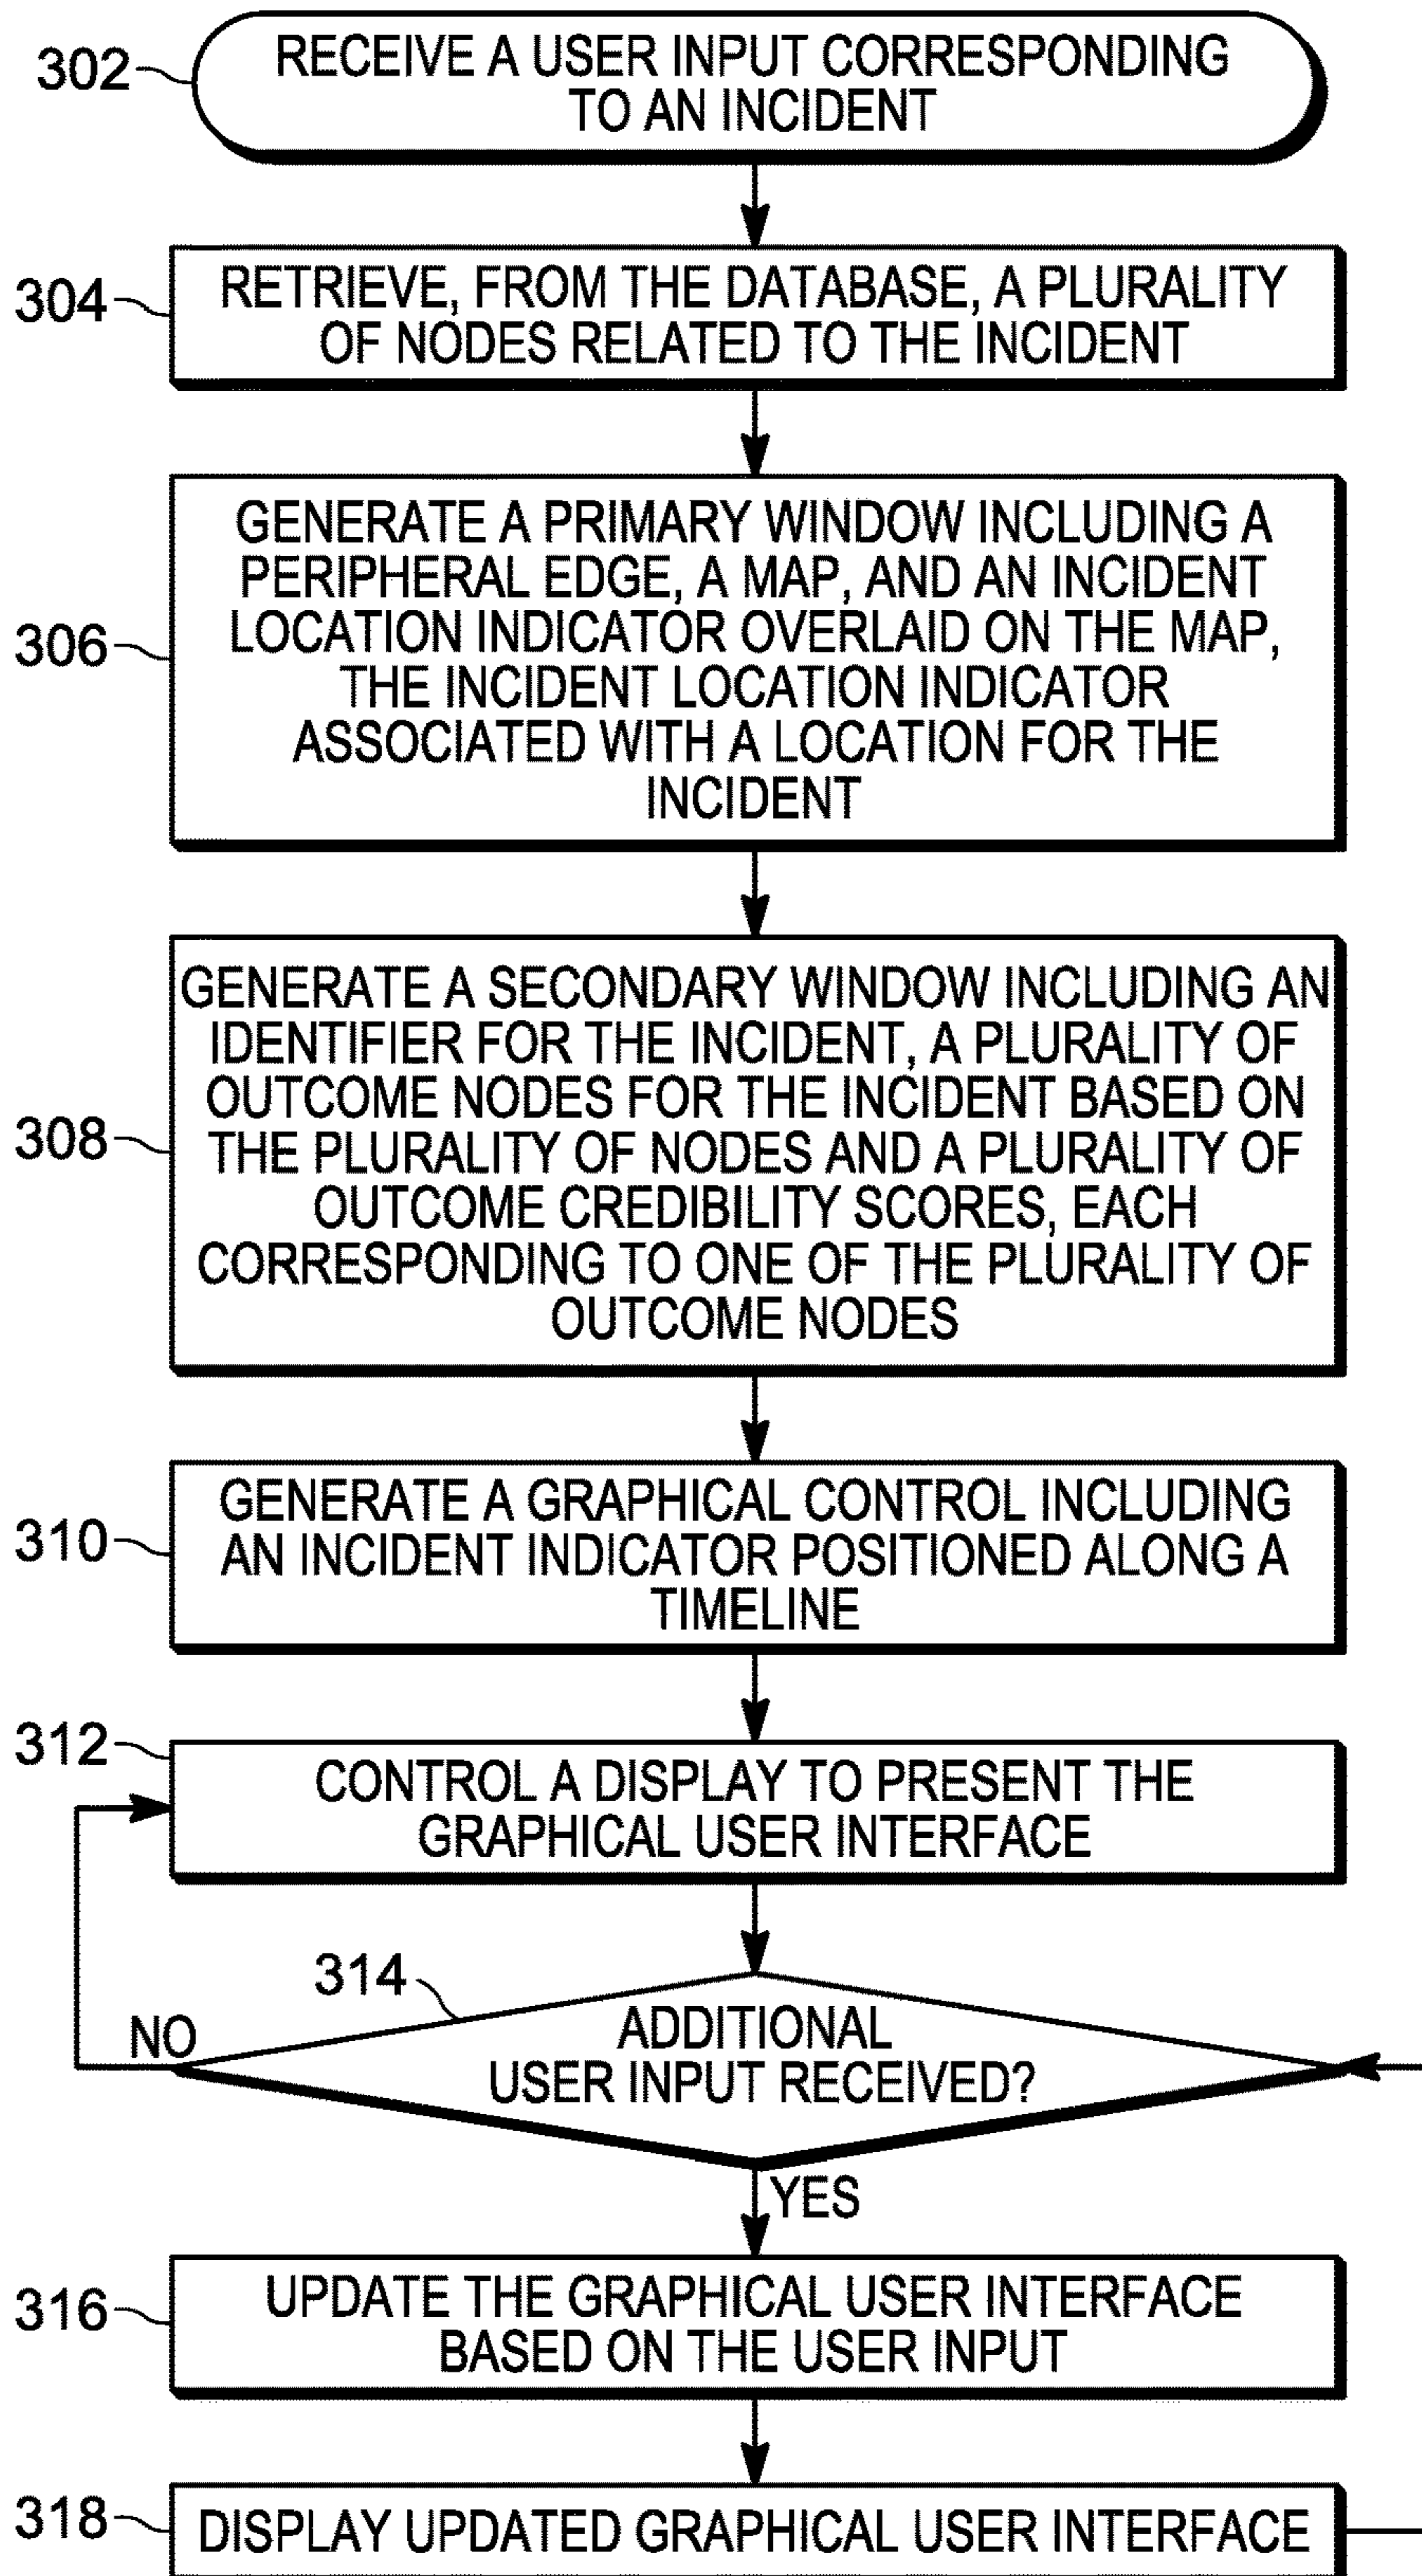 302
RECEIVE A USER INPUT CORRESPONDING
TO AN INCIDENT
304
RETRIEVE, FROM THE DATABASE, A PLURALITY
OF NODES RELATED TO THE INCIDENT
306
GENERATE A PRIMARY WINDOW INCLUDING A
PERIPHERAL EDGE, A MAP, AND AN INCIDENT
LOCATION INDICATOR OVERLAID ON THE MAP,
THE INCIDENT LOCATION INDICATOR
ASSOCIATED WITH A LOCATION FOR THE
INCIDENT
308
GENERATE A SECONDARY WINDOW INCLUDING AN
IDENTIFIER FOR THE INCIDENT, A PLURALITY OF
OUTCOME NODES FOR THE INCIDENT BASED ON
THE PLURALITY OF NODES AND A PLURALITY OF
OUTCOME CREDIBILITY SCORES, EACH
CORRESPONDING TO ONE OF THE PLURALITY OF
OUTCOME NODES
310
GENERATE A GRAPHICAL CONTROL INCLUDING
AN INCIDENT INDICATOR POSITIONED ALONG A
TIMELINE
312
CONTROL A DISPLAY TO PRESENT THE
GRAPHICAL USER INTERFACE
314
ADDITIONAL
USER INPUT RECEIVED?
NO
YES
316
UPDATE THE GRAPHICAL USER INTERFACE
BASED ON THE USER INPUT
318
DISPLAY UPDATED GRAPHICAL USER INTERFACE